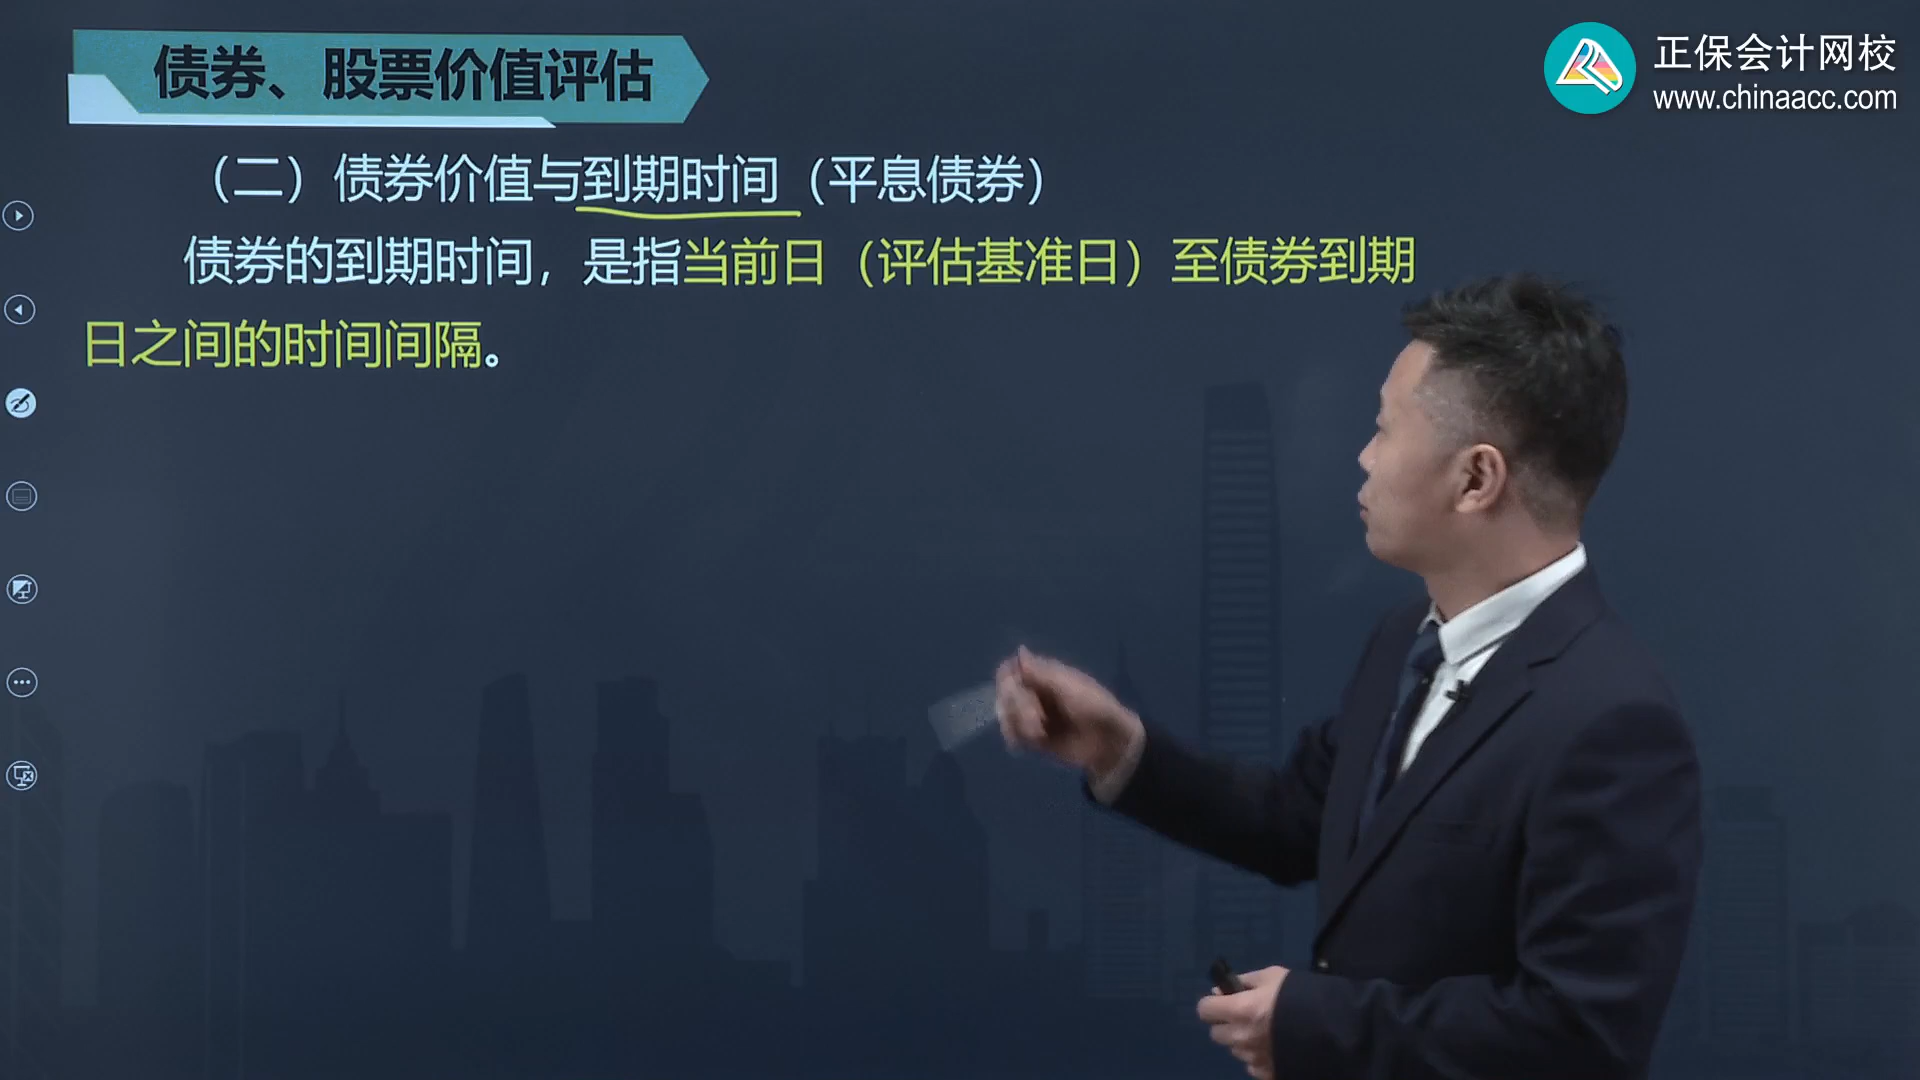 债券、股票价值评估
正保会计网校
www.chinaacc.com
（二）债券价值与到期时间（平息债券）
债券的到期时间，是指当前日（评估基准日）至债券到期
日之间的时间间隔。